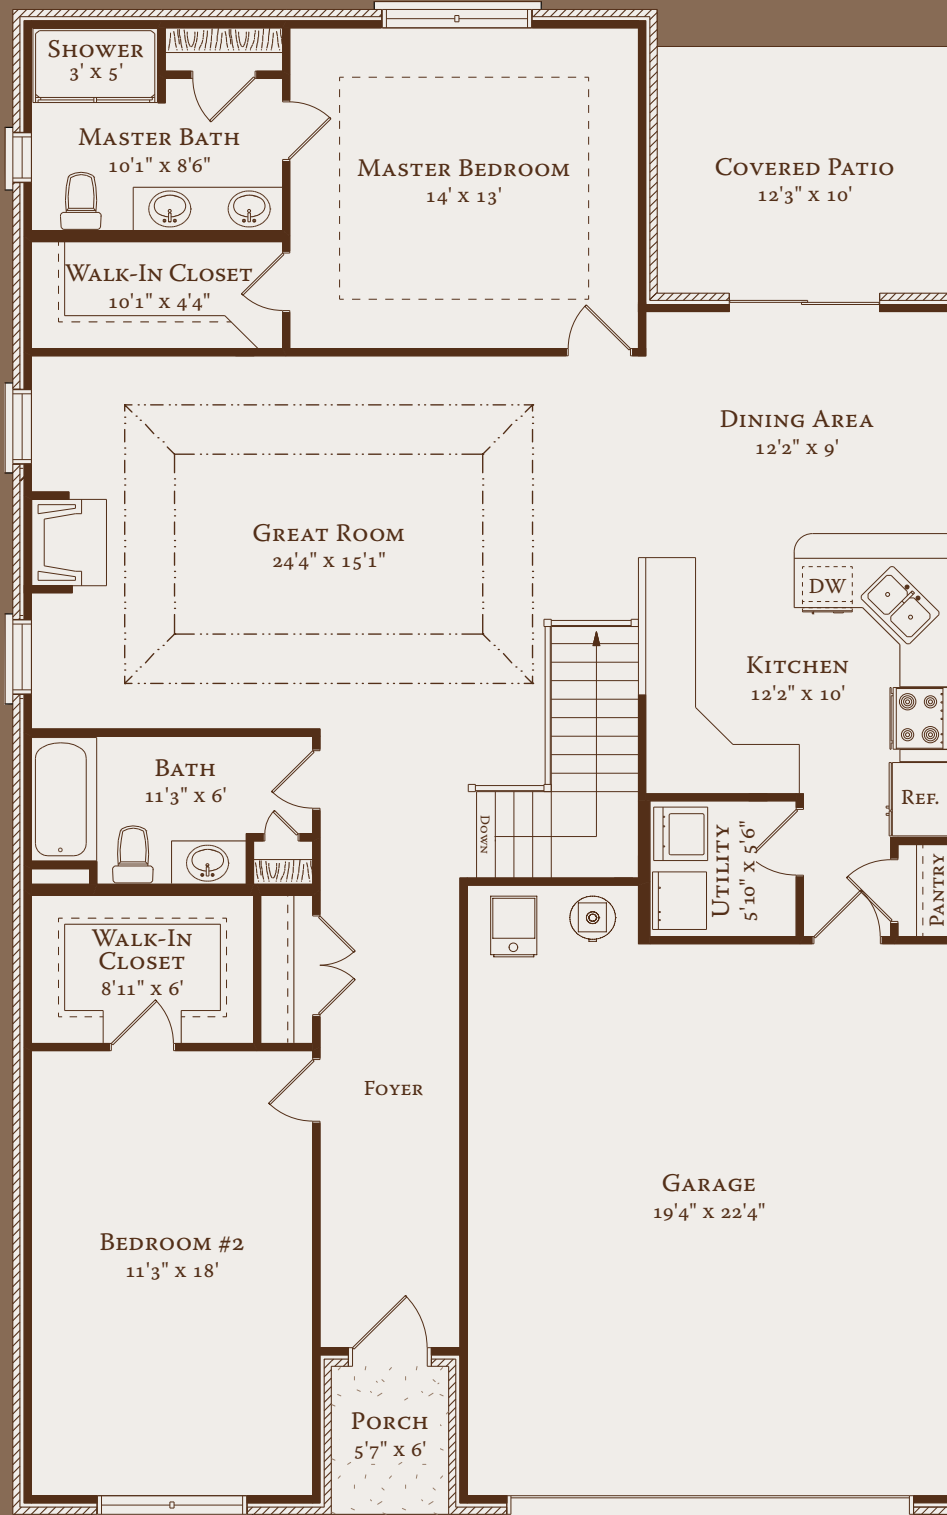 Shower
3' x 5'
Master Bath
10'1" x 8'6"
Master Bedroom
14' x 13'
Covered Patio
12'3" x 10'
Walk-In Closet
10'1" x 4'4"
Dining Area
12'2" x 9'
Great Room
24'4" x 15'1"
DW
Kitchen
12'2" x 10'
Bath
11'3" x 6'
Ref.
Down
Utility
5'10" x 5'6"
Pantry
Walk-In
Closet
8'11" x 6'
Foyer
Garage
19'4" x 22'4"
Bedroom #2
11'3" x 18'
Porch
5'7" x 6'